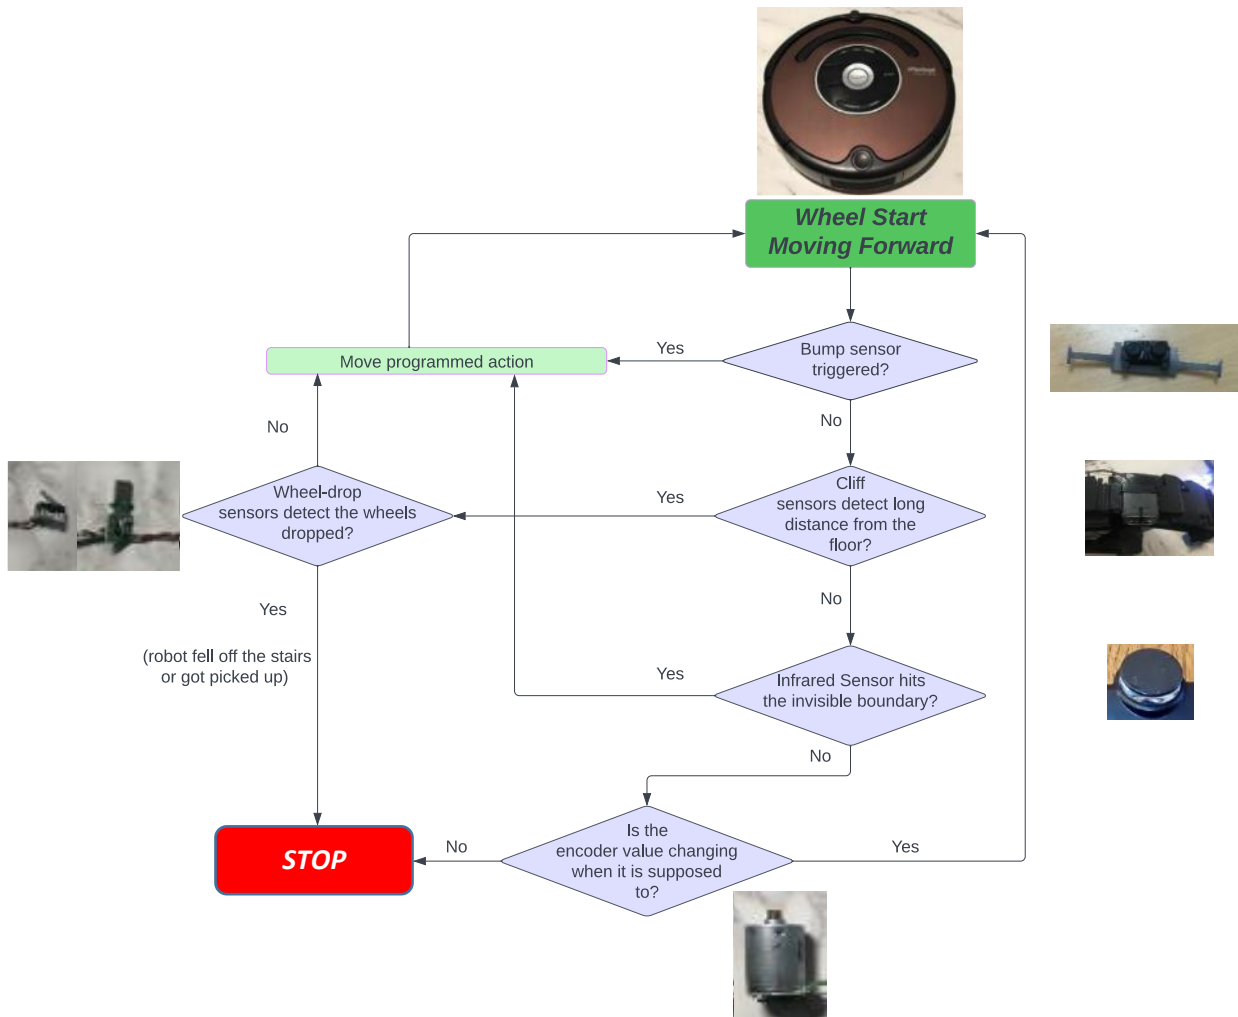 Wheel Start
Moving Forward
Yes
Bump sensor
triggered?
Move programmed action
No
No
Wheel-drop
sensors detect the wheels
dropped?
Yes
Cliff
sensors detect long
distance from the
floor?
Yes
No
(robot fell off the stairs
or got picked up)
Yes
Infrared Sensor hits
the invisible boundary?
No
STOP
No
Is the
encoder value changing
when it is supposed
to?
Yes